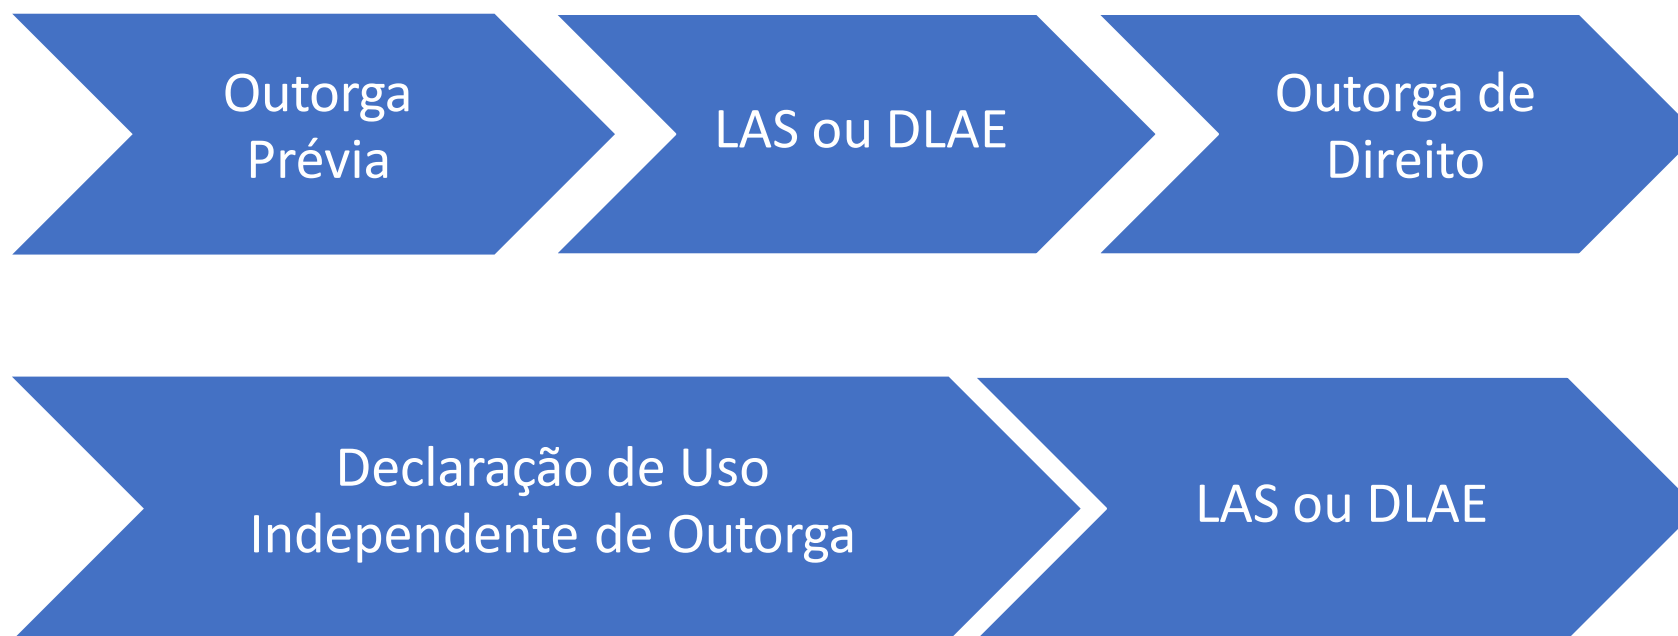 Outorga
Prévia
LAS ou DLAE
Outorga de
Direito
Declaração de Uso
Independente de Outorga
LAS ou DLAE